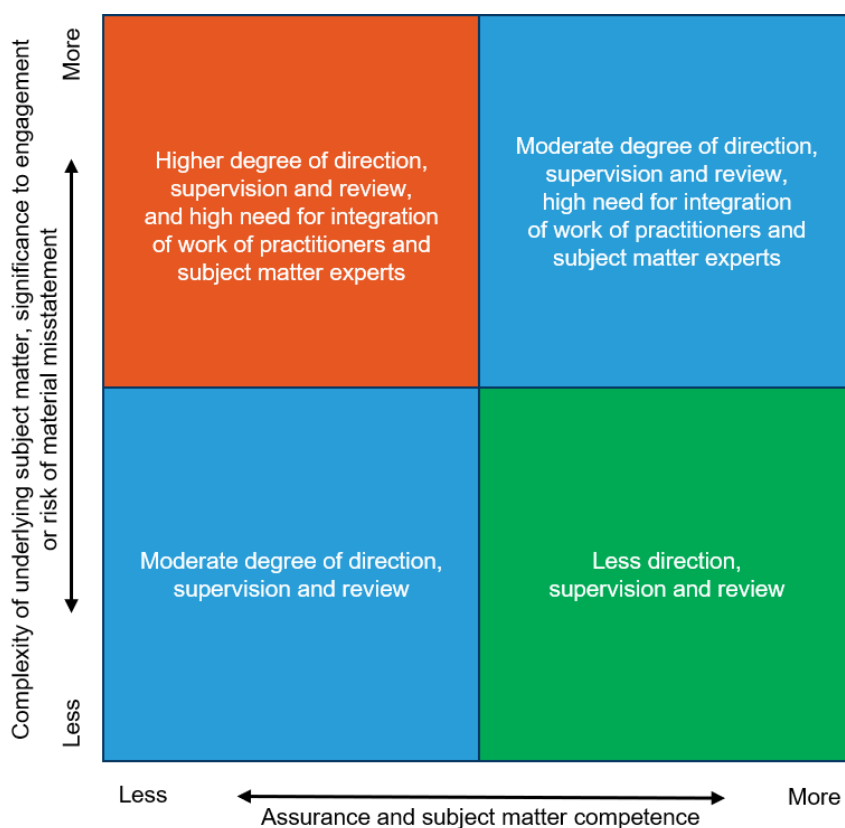 More
Complexity of underlying subject matter, significance to engagement
or risk of material misstatement
Less
Higher degree of direction,
supervision and review,
and high need for integration
of work of practitioners and
subject matter experts
Moderate degree of direction,
supervision and review,
high need for integration
of work of practitioners and
subject matter experts
Moderate degree of direction,
supervision and review
Less direction,
supervision and review
Less
More
Assurance and subject matter competence